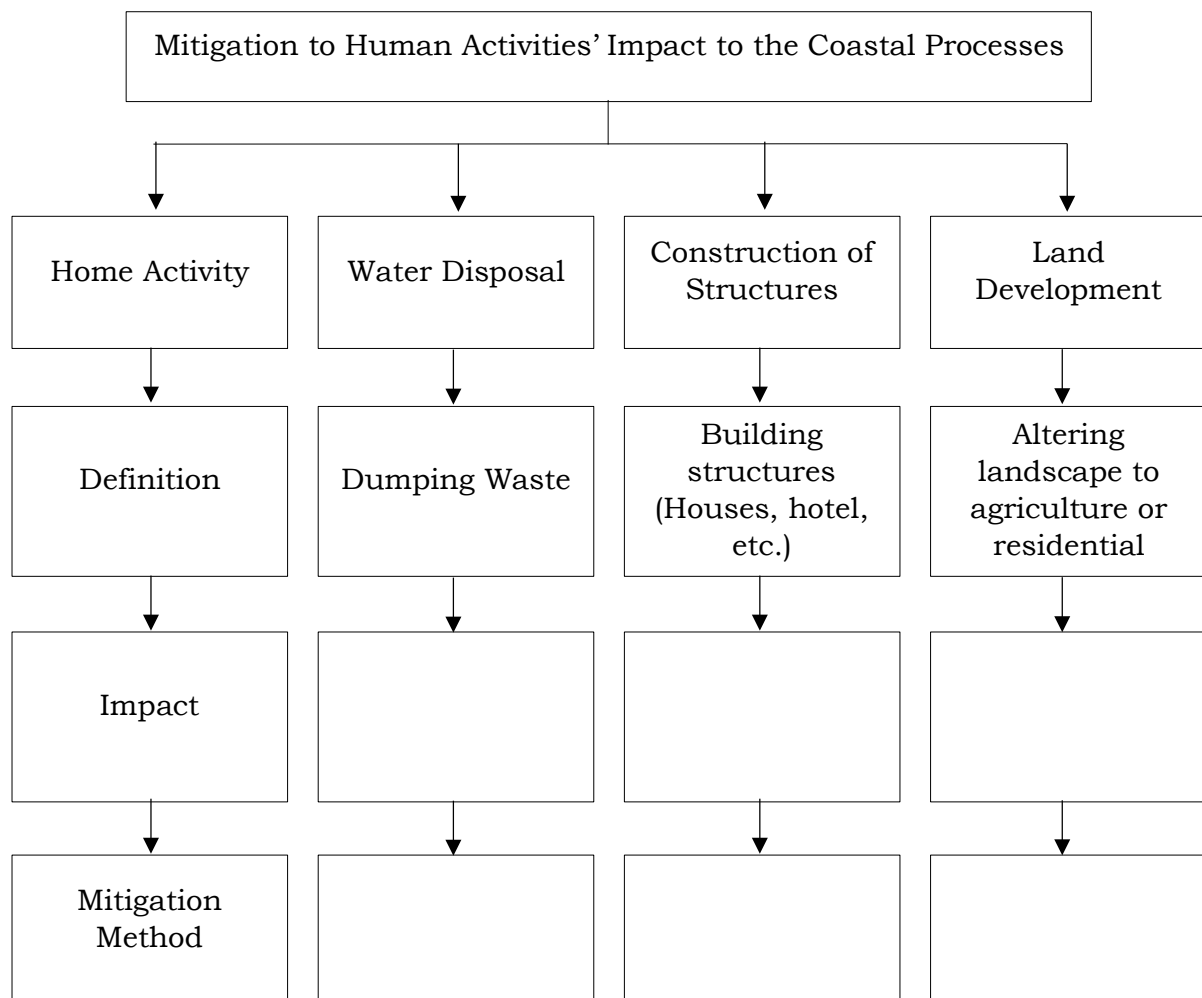 Mitigation to Human Activities’ Impact to the Coastal Processes
Home Activity
Water Disposal
Construction of
Structures
Land
Development
Definition
Dumping Waste
Building
structures
(Houses, hotel,
etc.)
Altering
landscape to
agriculture or
residential
Impact
Mitigation
Method